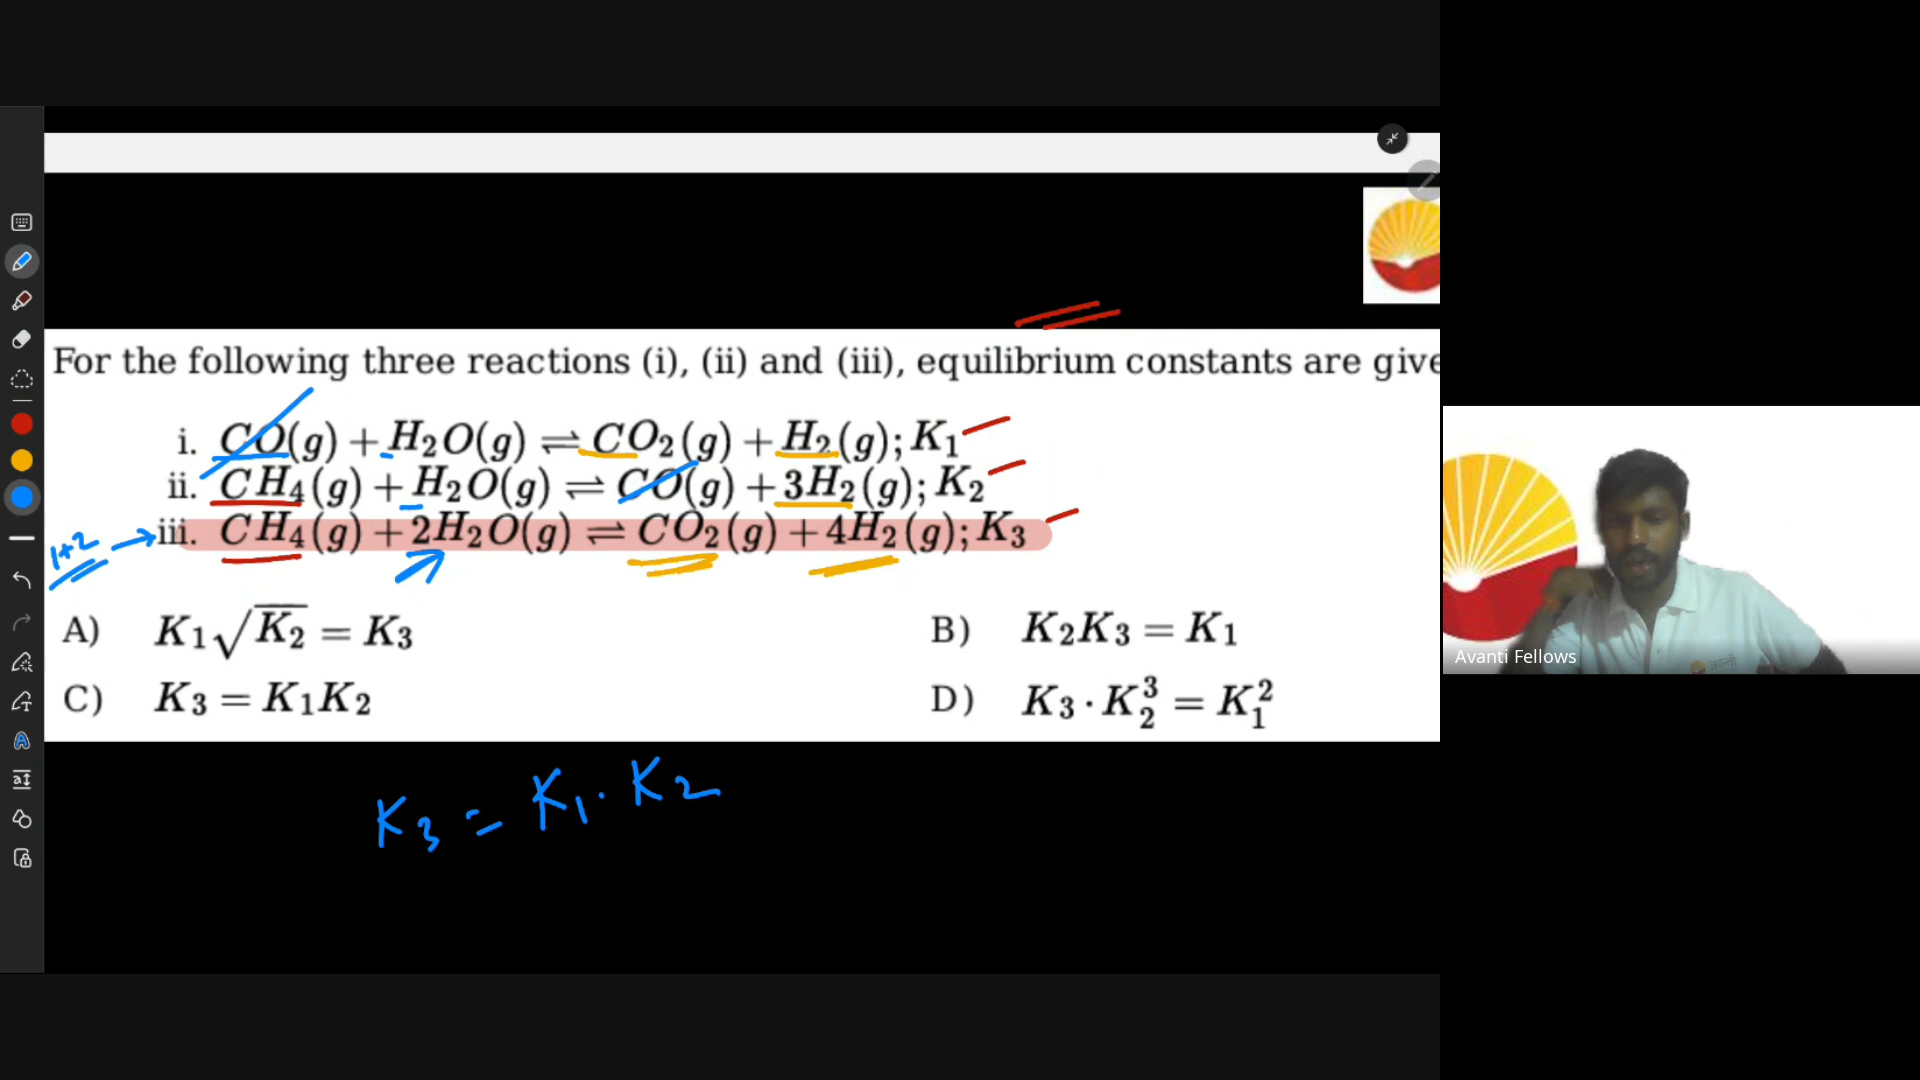 For the following three reactions (i), (ii) and (iii), equilibrium constants are give
i. CO(g) + H₂O(g) ⇌ CO₂(g) + H₂(g); K₁
ii. CH₄(g) + H₂O(g) ⇌ CO(g) + 3H₂(g); K₂
1+2 → iii. CH₄(g) + 2H₂O(g) ⇌ CO₂(g) + 4H₂(g); K₃
A) K₁√K₂ = K₃
B) K₂K₃ = K₁
C) K₃ = K₁K₂
D) K₃ · K₂³ = K₁²
K₃ = K₁ · K₂
Avanti Fellows